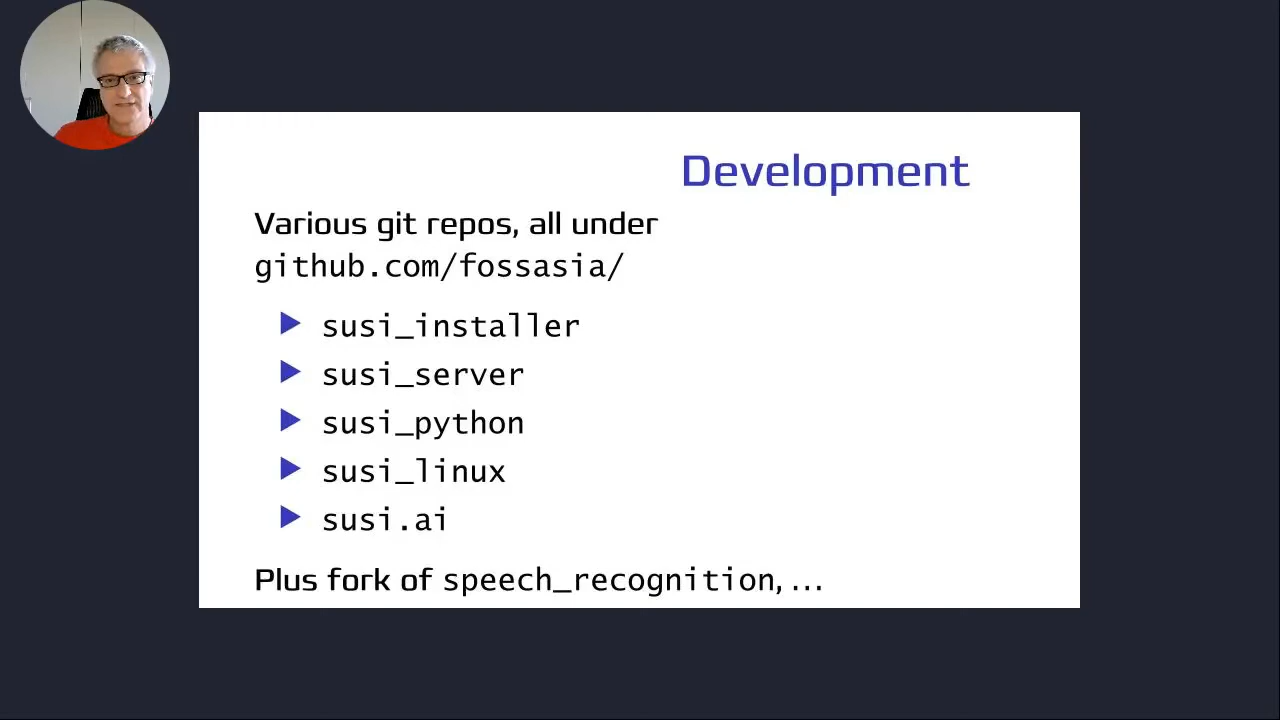 Development
Various git repos, all under
github.com/fossasia/
susi_installer
susi_server
susi_python
susi_linux
susi.ai
Plus fork of speech_recognition, ...